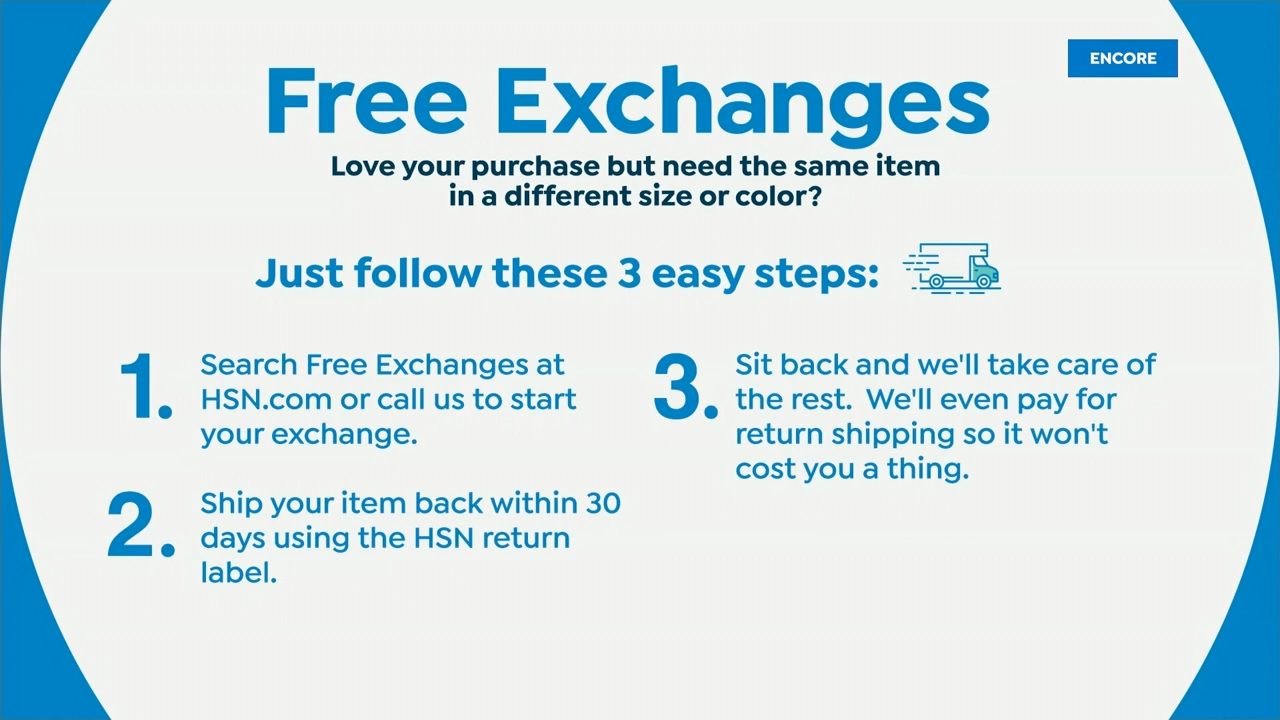 ENCORE
Free Exchanges
Love your purchase but need the same item
in a different size or color?
Just follow these 3 easy steps:
1. Search Free Exchanges at
HSN.com or call us to start
your exchange.
2. Ship your item back within 30
days using the HSN return
label.
3. Sit back and we'll take care of
the rest.  We'll even pay for
return shipping so it won't
cost you a thing.